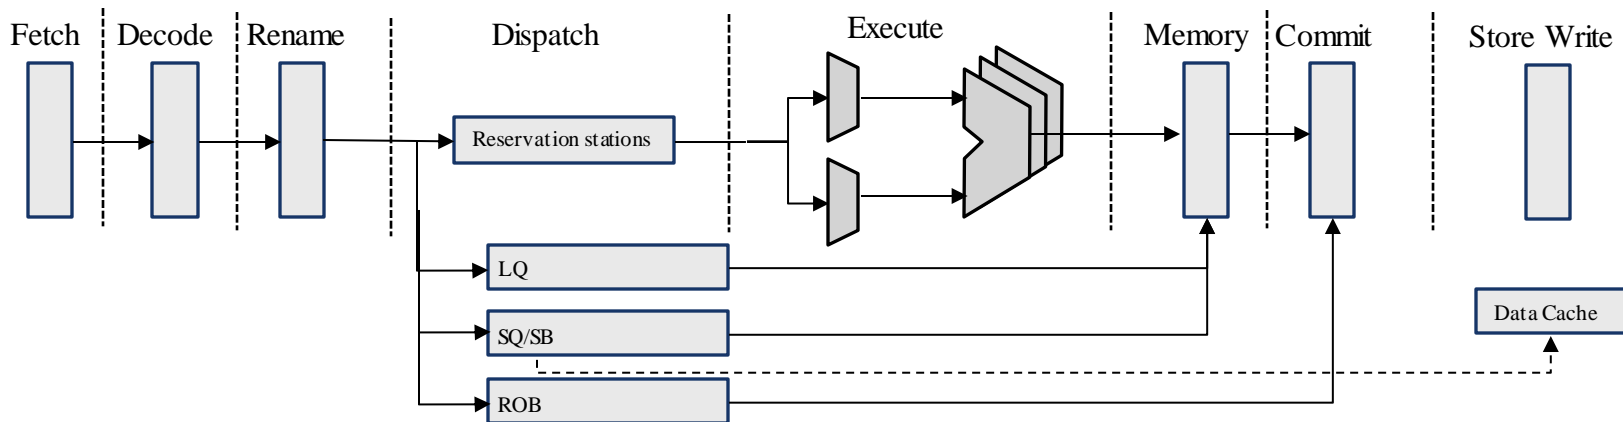 Fetch
Decode
Rename
Dispatch
Execute
Memory
Commit
Store Write
Reservation stations
LQ
SQ/SB
Data Cache
ROB